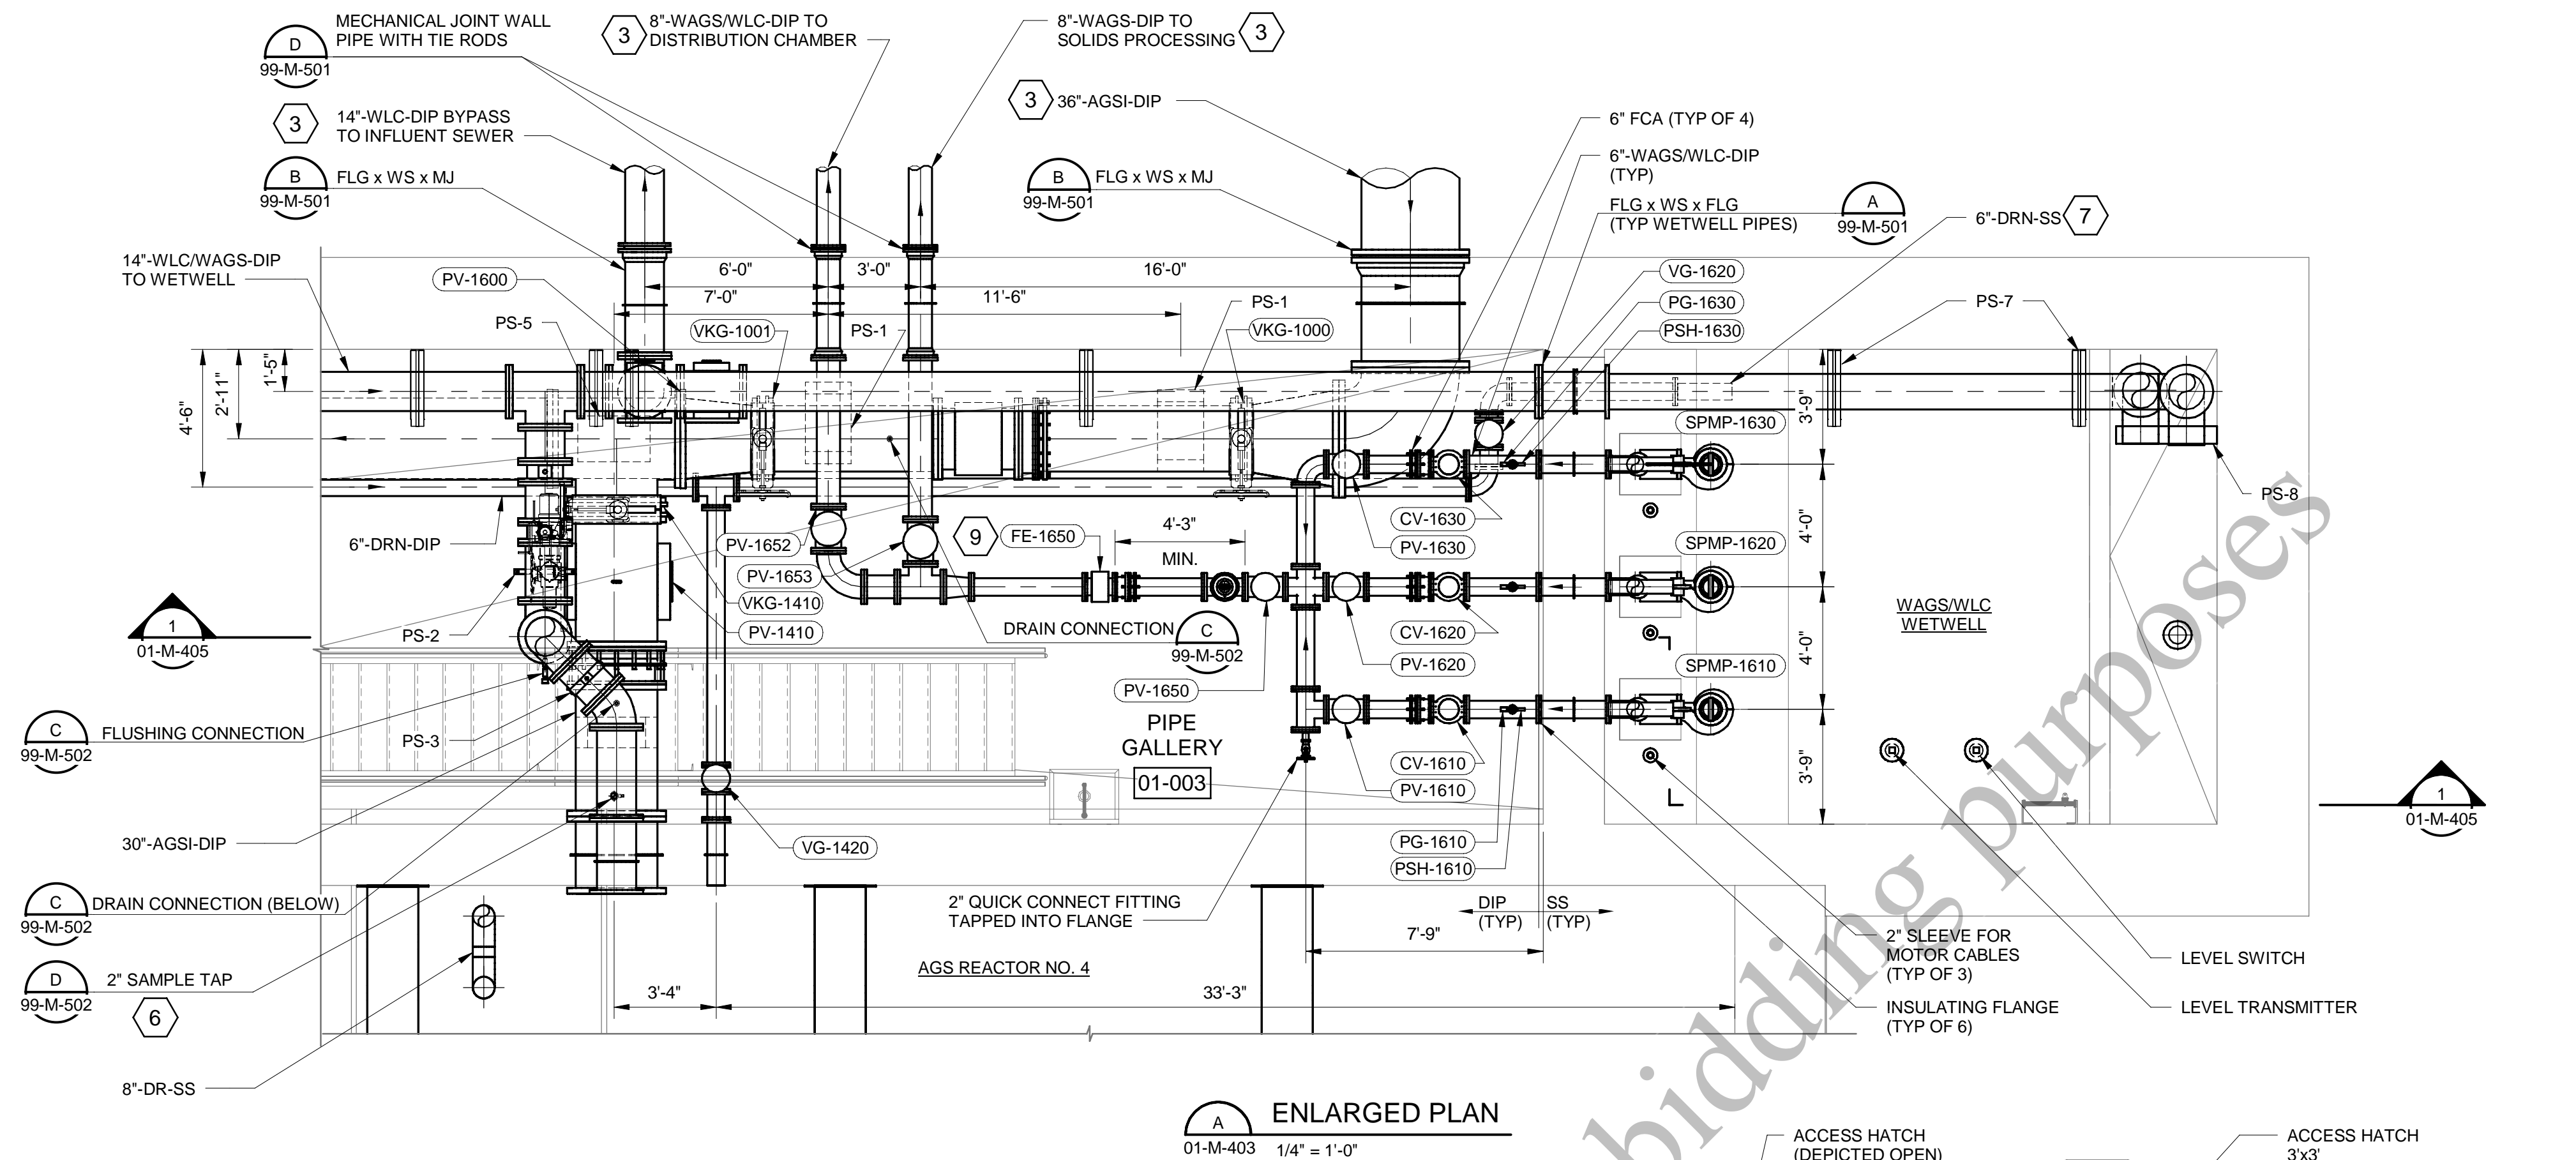 MECHANICAL JOINT WALL
PIPE WITH TIE RODS
D
99-M-501
3
8"-WAGS/WLC-DIP TO
DISTRIBUTION CHAMBER
8"-WAGS-DIP TO
SOLIDS PROCESSING
3
3
14"-WLC-DIP BYPASS
TO INFLUENT SEWER
3
36"-AGSI-DIP
B
99-M-501
FLG x WS x MJ
B
99-M-501
FLG x WS x MJ
6" FCA (TYP OF 4)
6"-WAGS/WLC-DIP
(TYP)
FLG x WS x FLG
(TYP WETWELL PIPES)
A
99-M-501
6"-DRN-SS
7
14"-WLC/WAGS-DIP
TO WETWELL
PV-1600
6'-0"
3'-0"
16'-0"
7'-0"
11'-6"
VG-1620
PG-1630
PSH-1630
PS-7
PS-5
VKG-1001
PS-1
PS-1
VKG-1000
4'-6"
2'-11"
1'-5"
3'-9"
SPMP-1630
PS-8
6"-DRN-DIP
PV-1652
9
FE-1650
4'-3"
MIN.
CV-1630
PV-1630
SPMP-1620
4'-0"
PV-1653
VKG-1410
PV-1410
1
01-M-405
PS-2
DRAIN CONNECTION
C
99-M-502
CV-1620
PV-1620
PV-1650
SPMP-1610
4'-0"
WAGS/WLC
WETWELL
C
99-M-502
FLUSHING CONNECTION
PS-3
PIPE
GALLERY
01-003
CV-1610
PV-1610
3'-9"
1
01-M-405
30"-AGSI-DIP
VG-1420
PG-1610
PSH-1610
C
99-M-502
DRAIN CONNECTION (BELOW)
2" QUICK CONNECT FITTING
TAPPED INTO FLANGE
DIP
(TYP)
SS
(TYP)
7'-9"
D
99-M-502
2" SAMPLE TAP
6
AGS REACTOR NO. 4
3'-4"
33'-3"
2" SLEEVE FOR
MOTOR CABLES
(TYP OF 3)
INSULATING FLANGE
(TYP OF 6)
LEVEL SWITCH
LEVEL TRANSMITTER
8"-DR-SS
A
01-M-403
ENLARGED PLAN
1/4" = 1'-0"
ACCESS HATCH
(DEPICTED OPEN)
ACCESS HATCH
3'x3'
bidding purposes